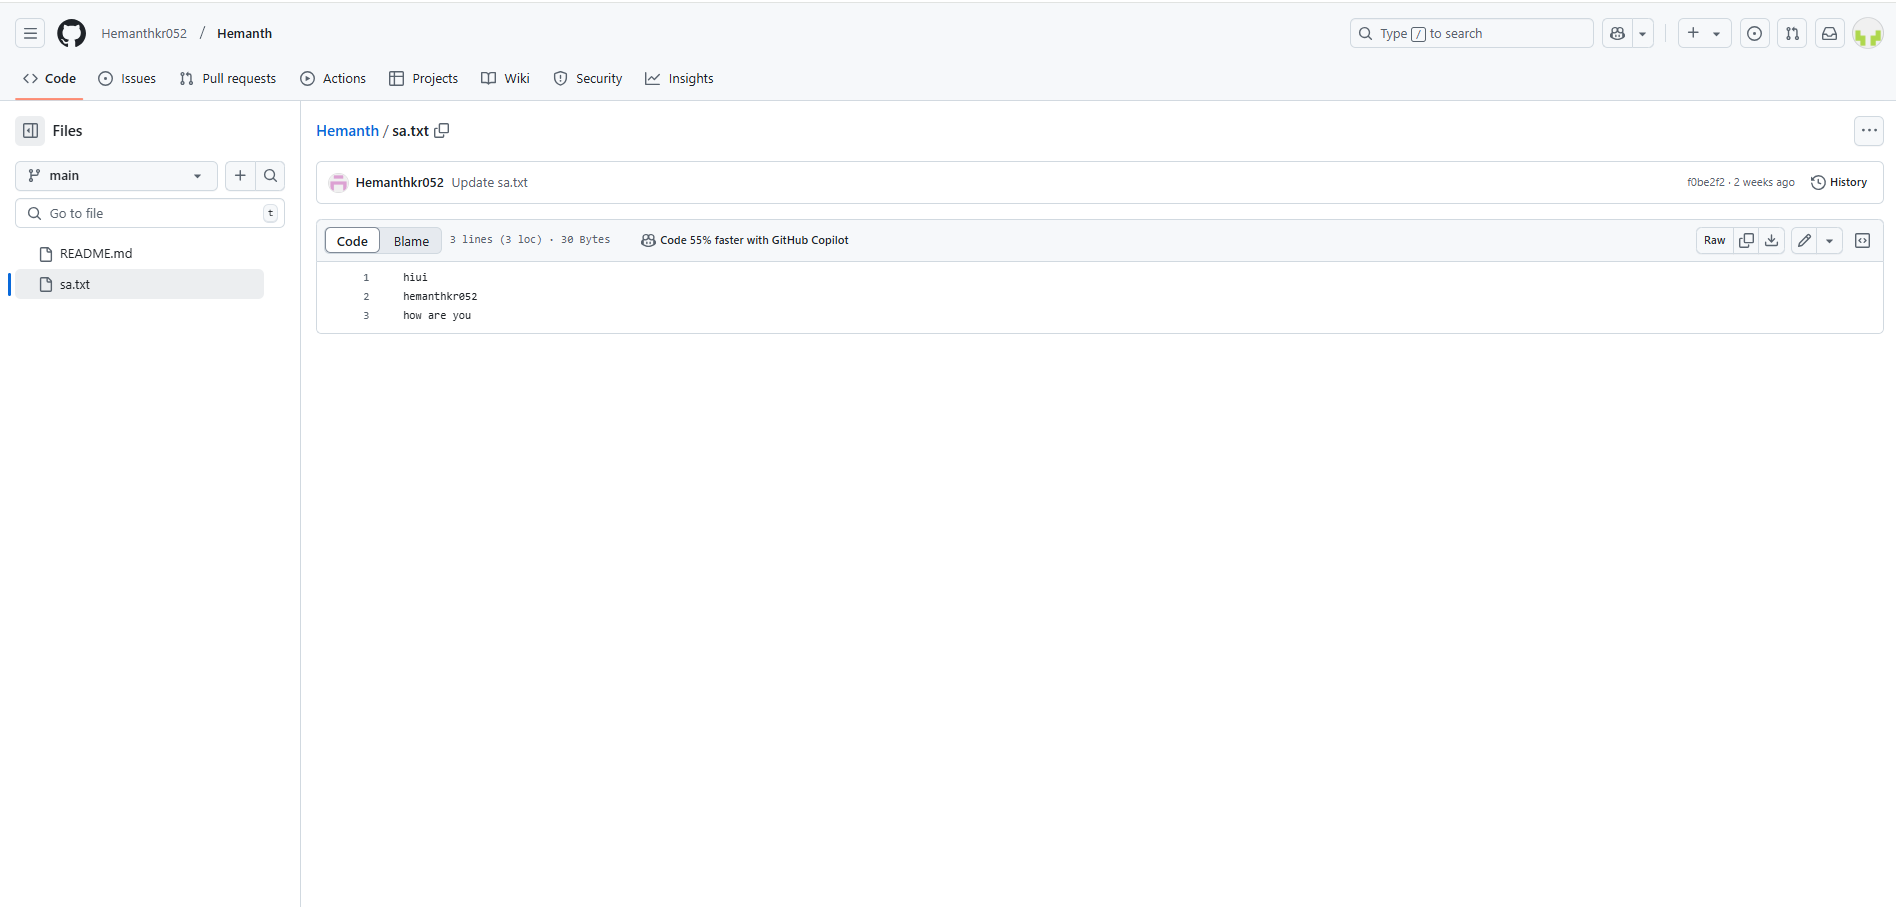 Hemanthkr052 / Hemanth
Type / to search
Code Issues Pull requests Actions Projects Wiki Security Insights
Files
main
Go to file t
README.md
sa.txt
Hemanth / sa.txt
Hemanthkr052 Update sa.txt
f0be2f2 · 2 weeks ago History
Code Blame 3 lines (3 loc) · 30 Bytes Code 55% faster with GitHub Copilot Raw
1 hiui
2 hemanthkr052
3 how are you